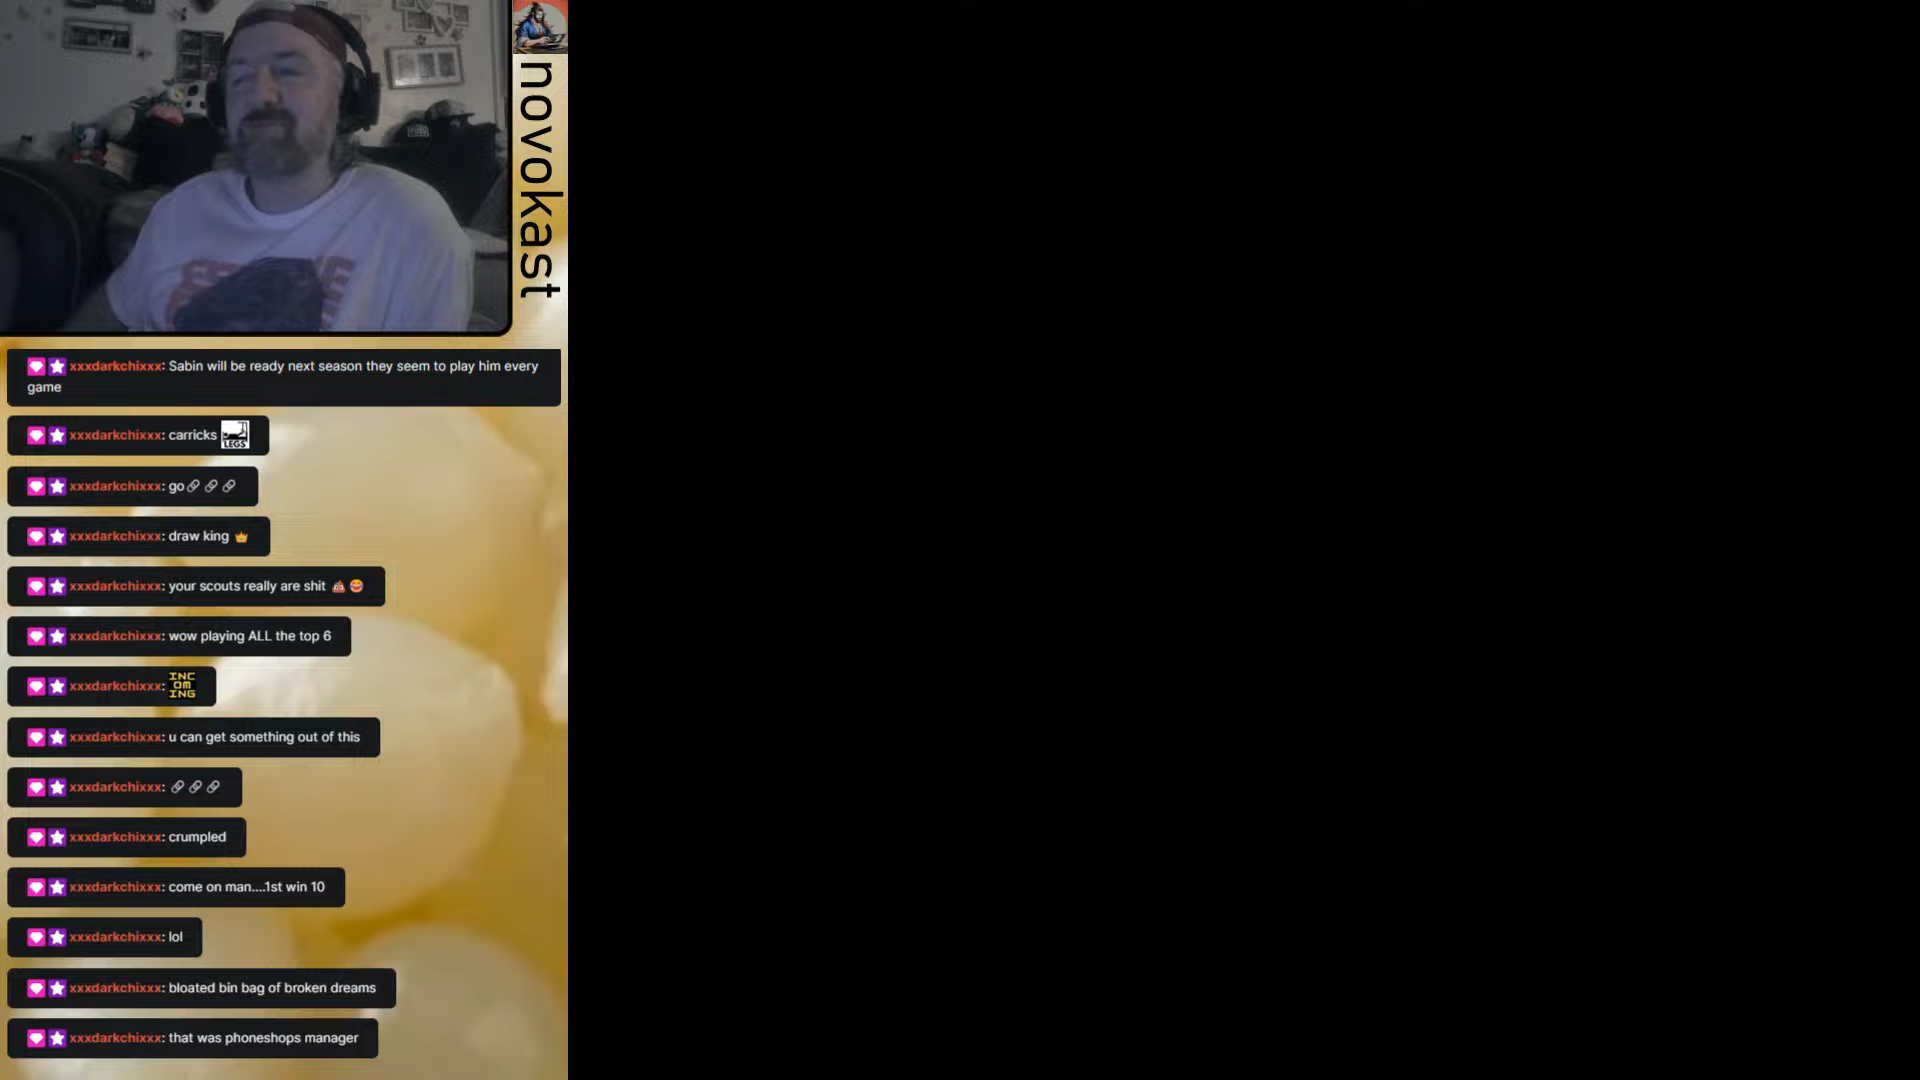 novokast
xxxdarkchixxx: Sabin will be ready next season they seem to play him every
game
xxxdarkchixxx: carricks LEGS
xxxdarkchixxx: go🔗 🔗 🔗
xxxdarkchixxx: draw king 👑
xxxdarkchixxx: your scouts really are shit 💩 😍
xxxdarkchixxx: wow playing ALL the top 6
xxxdarkchixxx: INC
OM
ING
xxxdarkchixxx: u can get something out of this
xxxdarkchixxx: 🔗 🔗 🔗
xxxdarkchixxx: crumpled
xxxdarkchixxx: come on man....1st win 10
xxxdarkchixxx: lol
xxxdarkchixxx: bloated bin bag of broken dreams
xxxdarkchixxx: that was phoneshops manager